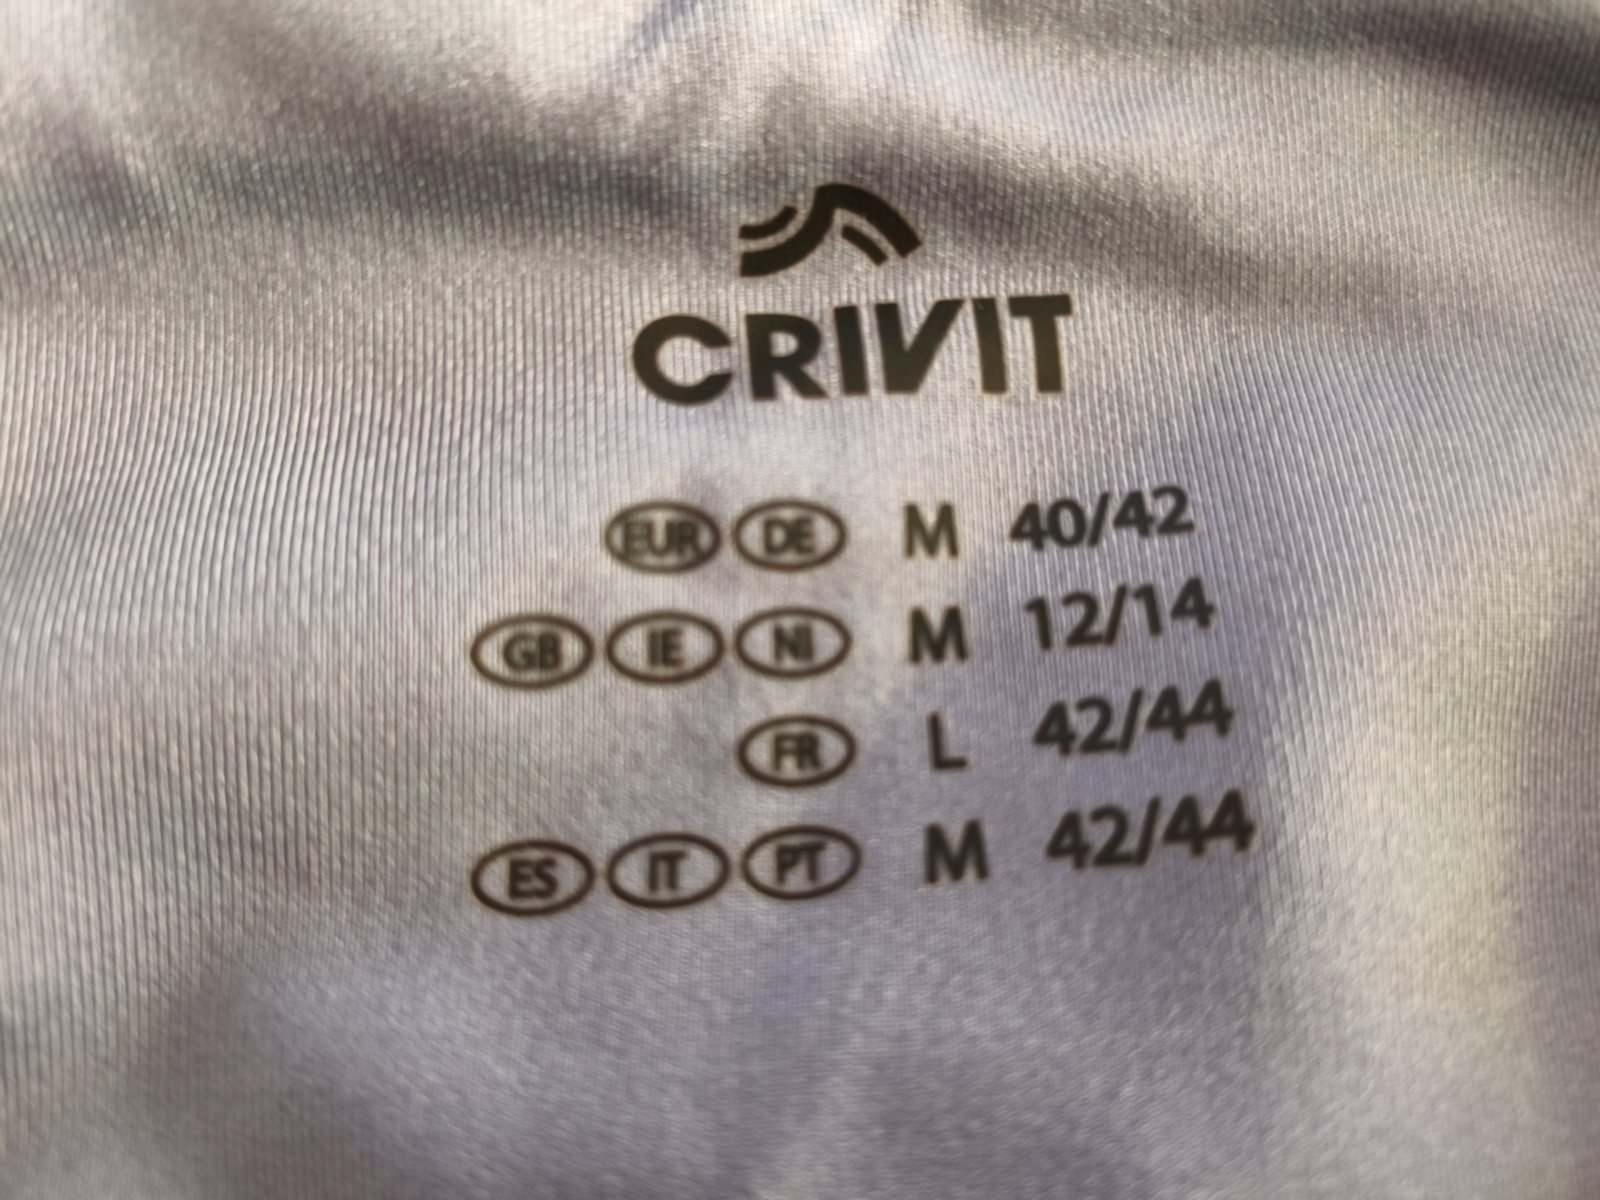 CRIVIT
EUR DE M 40/42
GB IE NI M 12/14
FR L 42/44
ES IT PT M 42/44